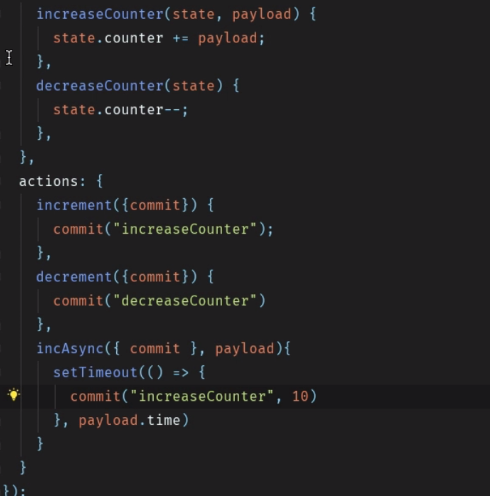 increaseCounter(state, payload) {
state.counter += payload;
},
decreaseCounter(state) {
state.counter--;
},
},
actions: {
increment({commit}) {
commit("increaseCounter");
},
decrement({commit}) {
commit("decreaseCounter")
},
incAsync({ commit }, payload){
setTimeout(() => {
commit("increaseCounter", 10)
}, payload.time)
}
}
});